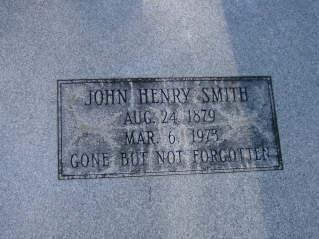 JOHN HENRY SMITH
AUG. 24, 1879
MAR. 6, 1973
GONE BUT NOT FORGOTTEN